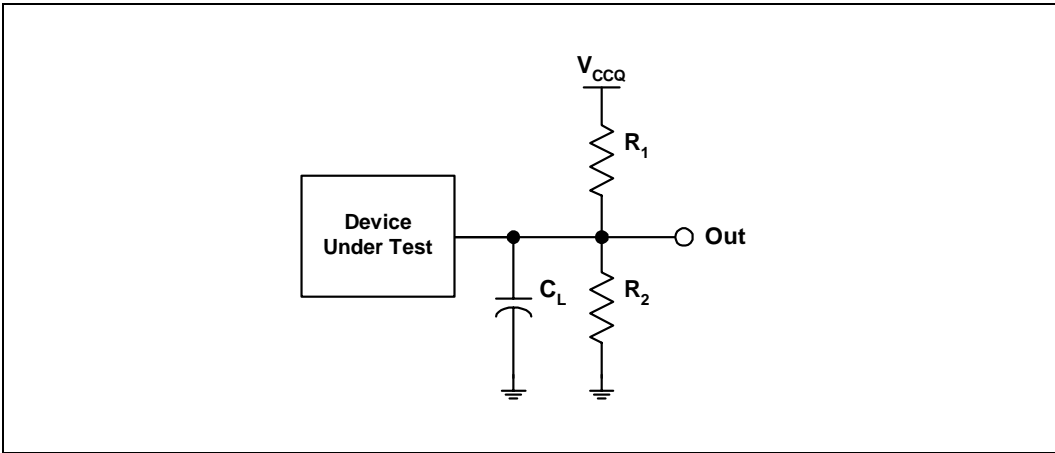 V_CCQ
R_1
Device
Under Test
Out
C_L
R_2